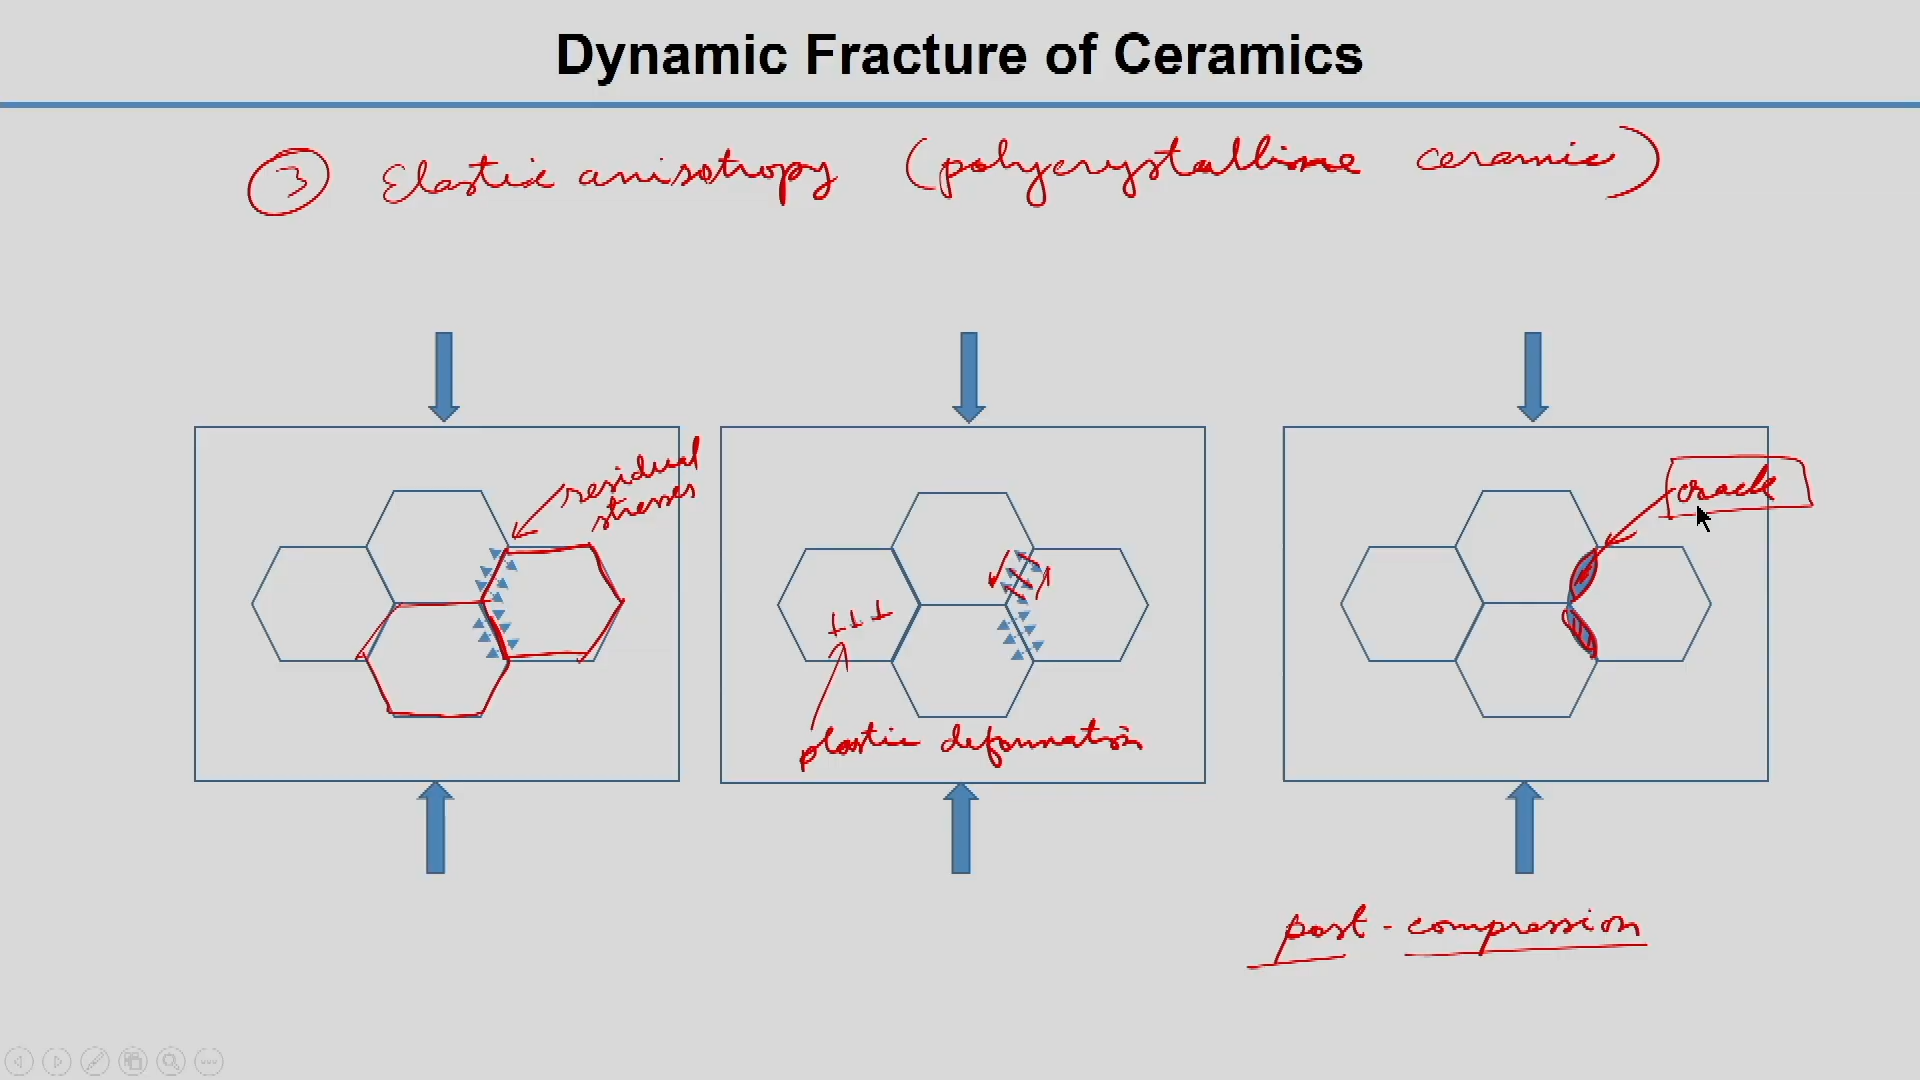 Dynamic Fracture of Ceramics
③ Elastic anisotropy (polycrystalline ceramic)
residual
stresses
plastic deformation
crack
post-compression